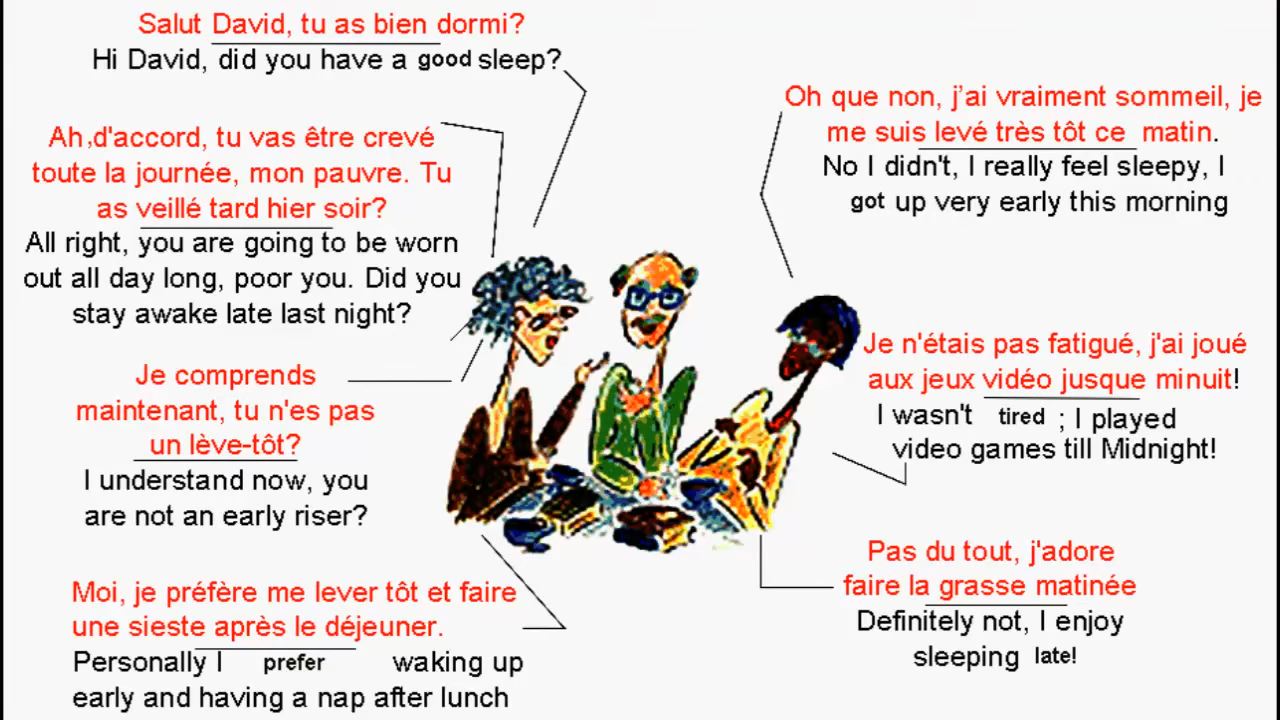 Salut David, tu as bien dormi?
Hi David, did you have a good sleep?
Oh que non, j’ai vraiment sommeil, je
me suis levé très tôt ce matin.
No I didn't, I really feel sleepy, I
got up very early this morning
Ah,d'accord, tu vas être crevé
toute la journée, mon pauvre. Tu
as veillé tard hier soir?
All right, you are going to be worn
out all day long, poor you. Did you
stay awake late last night?
Je n'étais pas fatigué, j'ai joué
aux jeux vidéo jusque minuit!
I wasn't tired ; I played
video games till Midnight!
Je comprends
maintenant, tu n'es pas
un lève-tôt?
I understand now, you
are not an early riser?
Pas du tout, j'adore
faire la grasse matinée
Definitely not, I enjoy
sleeping late!
Moi, je préfère me lever tôt et faire
une sieste après le déjeuner.
Personally I prefer waking up
early and having a nap after lunch